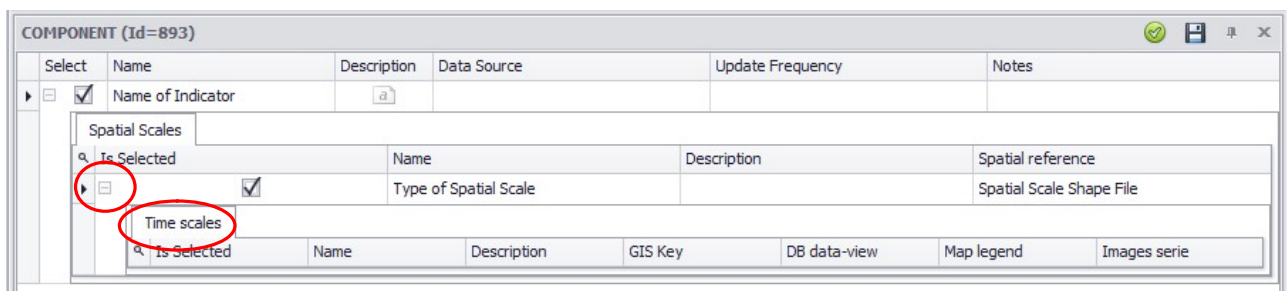 COMPONENT (Id=893)
Select Name Description Data Source Update Frequency Notes
Name of Indicator a
Spatial Scales
Is Selected Name Description Spatial reference
Type of Spatial Scale Spatial Scale Shape File
Time scales
Is Selected Name Description GIS Key DB data-view Map legend Images serie